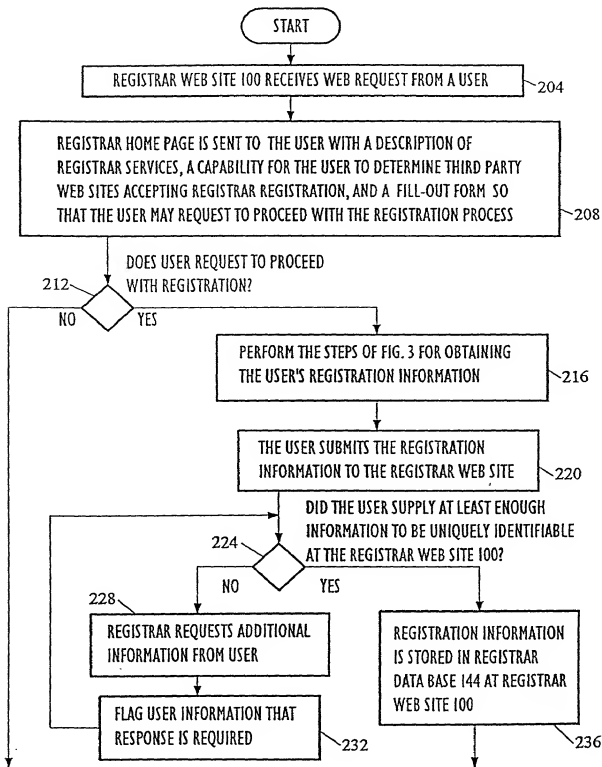 START
REGISTRAR WEB SITE 100 RECEIVES WEB REQUEST FROM A USER
204
REGISTRAR HOME PAGE IS SENT TO THE USER WITH A DESCRIPTION OF
REGISTRAR SERVICES, A CAPABILITY FOR THE USER TO DETERMINE THIRD PARTY
WEB SITES ACCEPTING REGISTRAR REGISTRATION, AND A FILL-OUT FORM SO
THAT THE USER MAY REQUEST TO PROCEED WITH THE REGISTRATION PROCESS
208
DOES USER REQUEST TO PROCEED
WITH REGISTRATION?
212
NO
YES
PERFORM THE STEPS OF FIG. 3 FOR OBTAINING
THE USER'S REGISTRATION INFORMATION
216
THE USER SUBMITS THE REGISTRATION
INFORMATION TO THE REGISTRAR WEB SITE
220
DID THE USER SUPPLY AT LEAST ENOUGH
INFORMATION TO BE UNIQUELY IDENTIFIABLE
AT THE REGISTRAR WEB SITE 100?
224
NO
YES
228
REGISTRAR REQUESTS ADDITIONAL
INFORMATION FROM USER
FLAG USER INFORMATION THAT
RESPONSE IS REQUIRED
232
REGISTRATION INFORMATION
IS STORED IN REGISTRAR
DATA BASE 144 AT REGISTRAR
WEB SITE 100
236